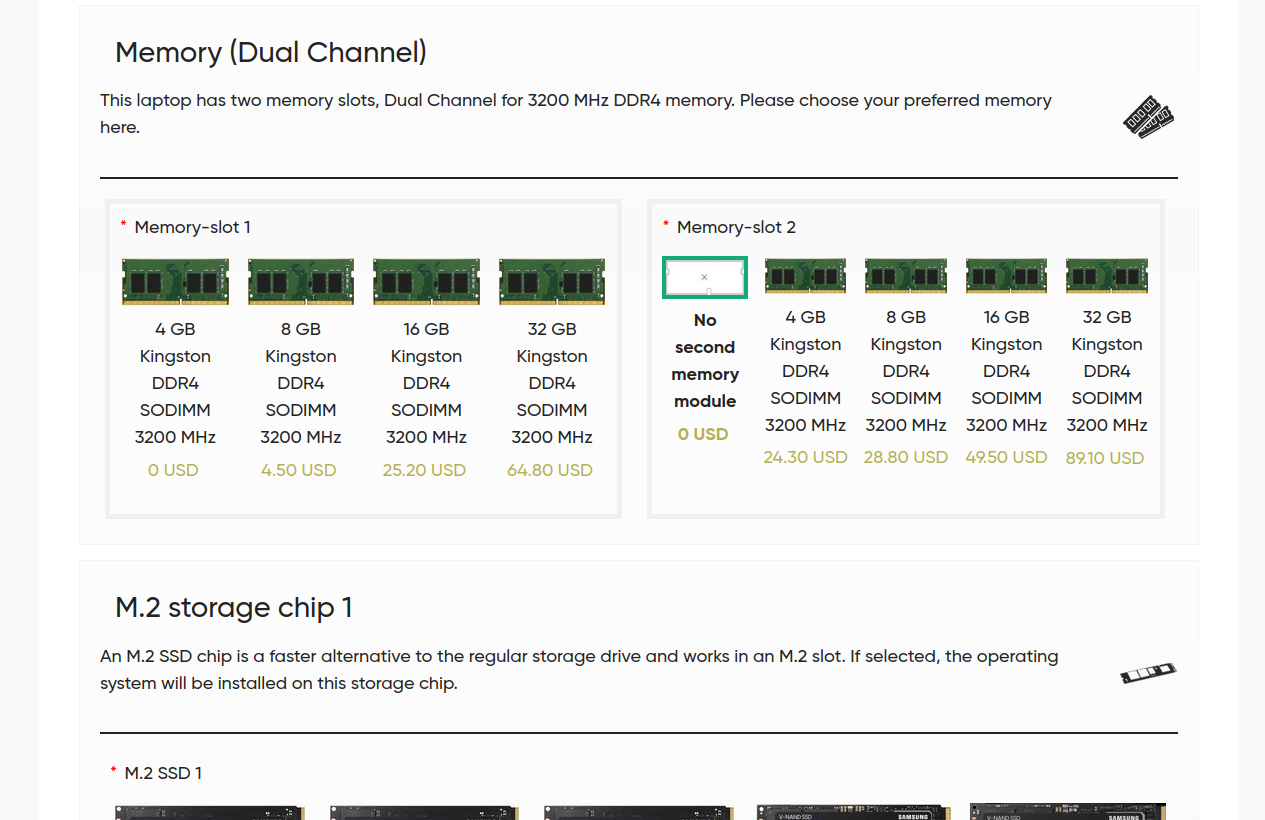 Memory (Dual Channel)
This laptop has two memory slots, Dual Channel for 3200 MHz DDR4 memory. Please choose your preferred memory
here.
* Memory-slot 1
4 GB
Kingston
DDR4
SODIMM
3200 MHz
0 USD
8 GB
Kingston
DDR4
SODIMM
3200 MHz
4.50 USD
16 GB
Kingston
DDR4
SODIMM
3200 MHz
25.20 USD
32 GB
Kingston
DDR4
SODIMM
3200 MHz
64.80 USD
* Memory-slot 2
No
second
memory
module
0 USD
4 GB
Kingston
DDR4
SODIMM
3200 MHz
24.30 USD
8 GB
Kingston
DDR4
SODIMM
3200 MHz
28.80 USD
16 GB
Kingston
DDR4
SODIMM
3200 MHz
49.50 USD
32 GB
Kingston
DDR4
SODIMM
3200 MHz
89.10 USD
M.2 storage chip 1
An M.2 SSD chip is a faster alternative to the regular storage drive and works in an M.2 slot. If selected, the operating
system will be installed on this storage chip.
* M.2 SSD 1
V-NAND SSD
SAMSUNG
V-NAND SSD
SAMSUNG